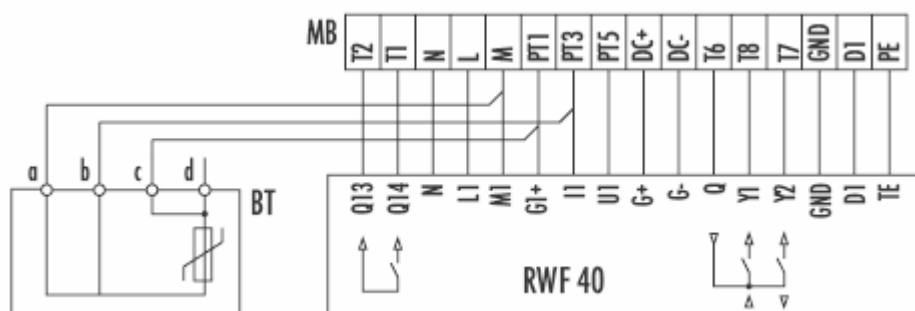 MB T2 T1 N L M PT1 PT3 PT5 DC+ DC- T6 T8 T7 GND D1 PE
a b c d
BT
Q13 Q14 N L1 M1 G1+ I1 U1 G+ G- Q Y1 Y2 GND D1 TE
RWF 40